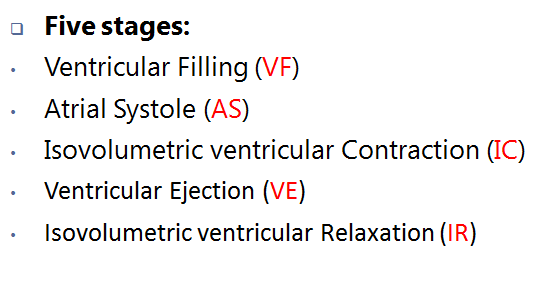 ❑ Five stages:
• Ventricular Filling (VF)
• Atrial Systole (AS)
• Isovolumetric ventricular Contraction (IC)
• Ventricular Ejection (VE)
• Isovolumetric ventricular Relaxation (IR)